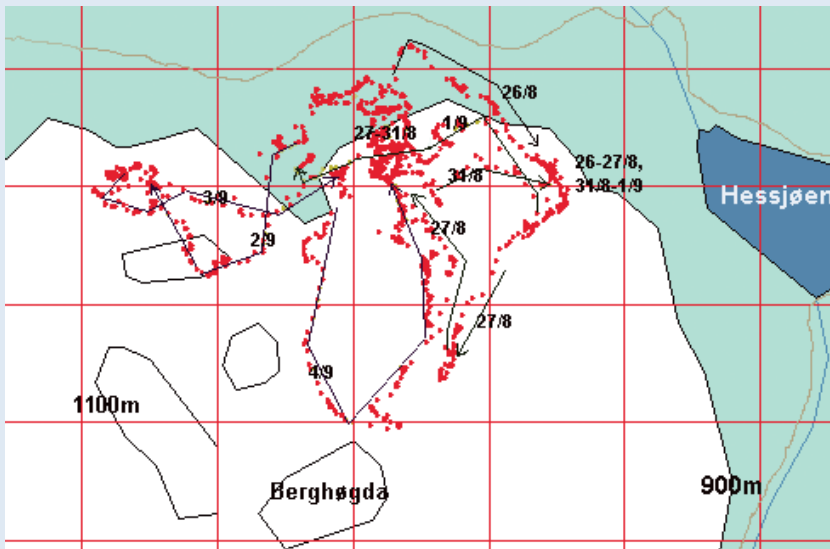 26/8
1/9
27-31/8
26-27/8,
31/8-1/9
31/8
Hessjøen
3/9
27/8
2/9
27/8
4/9
1100m
900m
Berghøgda